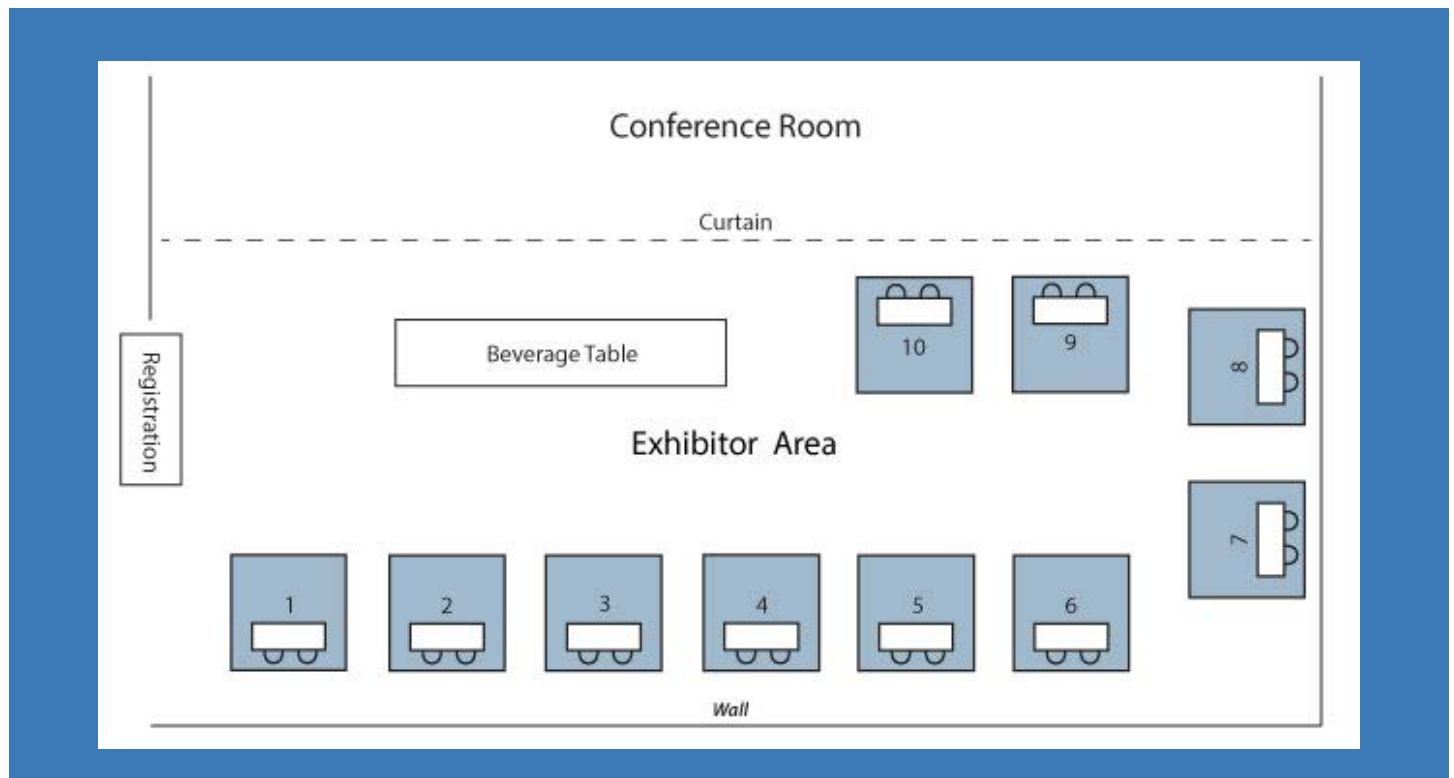 Conference Room
Curtain
10
9
8
Beverage Table
Registration
Exhibitor Area
7
1
2
3
4
5
6
Wall